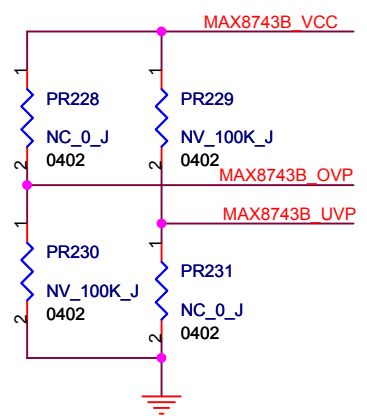 MAX8743B_VCC
1
1
PR228
PR229
NC_0_J
NV_100K_J
2
0402
2
0402
MAX8743B_OVP
MAX8743B_UVP
1
1
PR230
PR231
NV_100K_J
NC_0_J
2
0402
2
0402